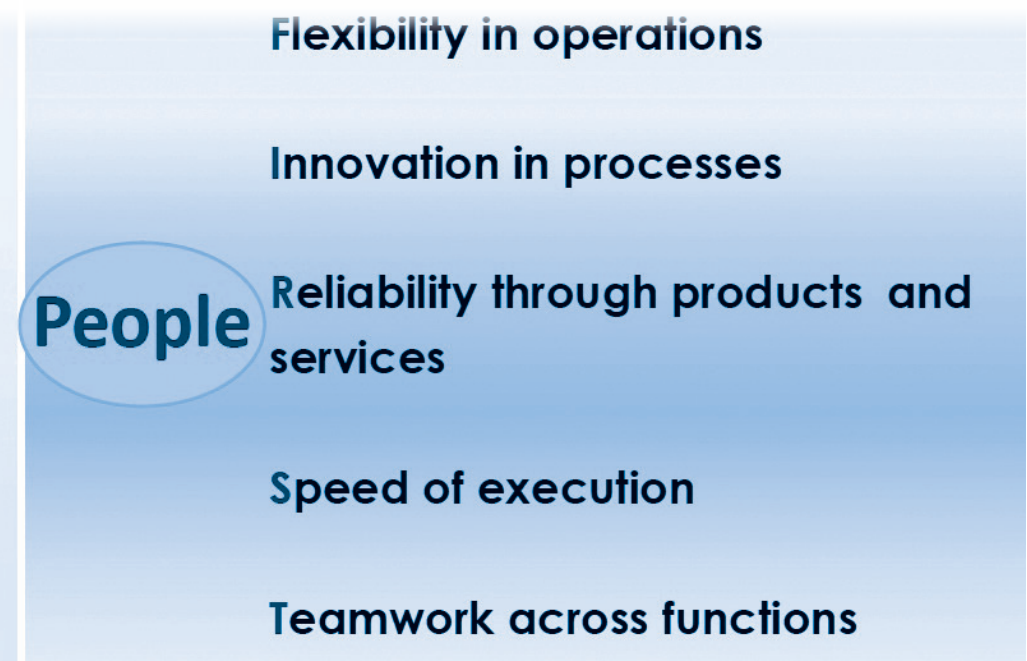 Flexibility in operations
Innovation in processes
People
Reliability through products and
services
Speed of execution
Teamwork across functions